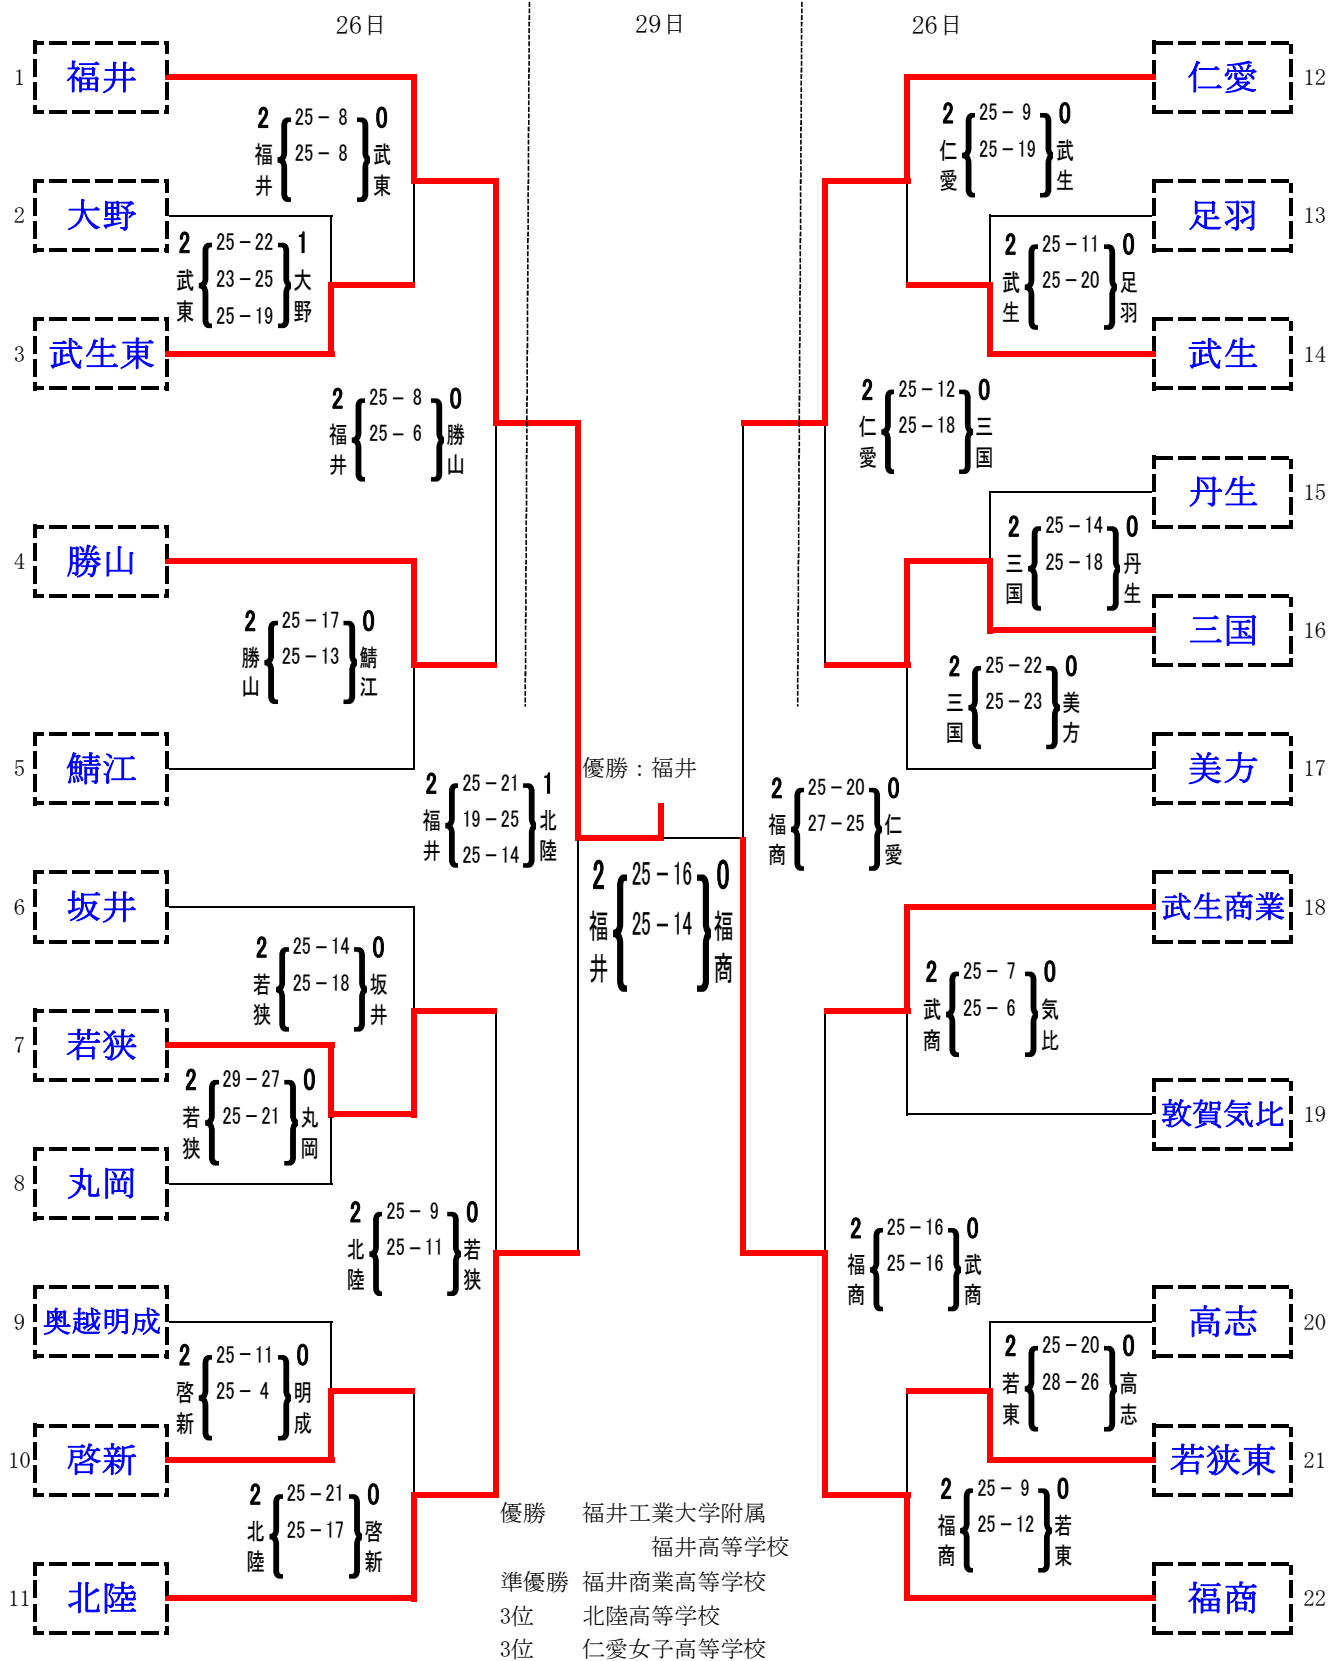 26日 29日 26日
1 福井
2 大野
3 武生東
4 勝山
5 鯖江
6 坂井
7 若狭
8 丸岡
9 奥越明成
10 啓新
11 北陸
2 福井 25－8 25－8 0 武東
2 武東 25－22 23－25 25－19 1 大野
2 福井 25－8 25－6 0 勝山
2 勝山 25－17 25－13 0 鯖江
2 福井 25－21 19－25 25－14 1 北陸
2 若狭 25－14 25－18 0 坂井
2 若狭 29－27 25－21 0 丸岡
2 北陸 25－9 25－11 0 若狭
2 啓新 25－11 25－4 0 明成
2 北陸 25－21 25－17 0 啓新
優勝：福井
2 福井 25－16 25－14 0 福商
仁愛 12
足羽 13
武生 14
丹生 15
三国 16
美方 17
武生商業 18
敦賀気比 19
高志 20
若狭東 21
福商 22
2 仁愛 25－9 25－19 0 武生
2 武生 25－11 25－20 0 足羽
2 仁愛 25－12 25－18 0 三国
2 三国 25－14 25－18 0 丹生
2 三国 25－22 25－23 0 美方
2 福商 25－20 27－25 0 仁愛
2 武商 25－7 25－6 0 気比
2 福商 25－16 25－16 0 武商
2 若東 25－20 28－26 0 高志
2 福商 25－9 25－12 0 若東
優勝 福井工業大学附属
福井高等学校
準優勝 福井商業高等学校
3位 北陸高等学校
3位 仁愛女子高等学校